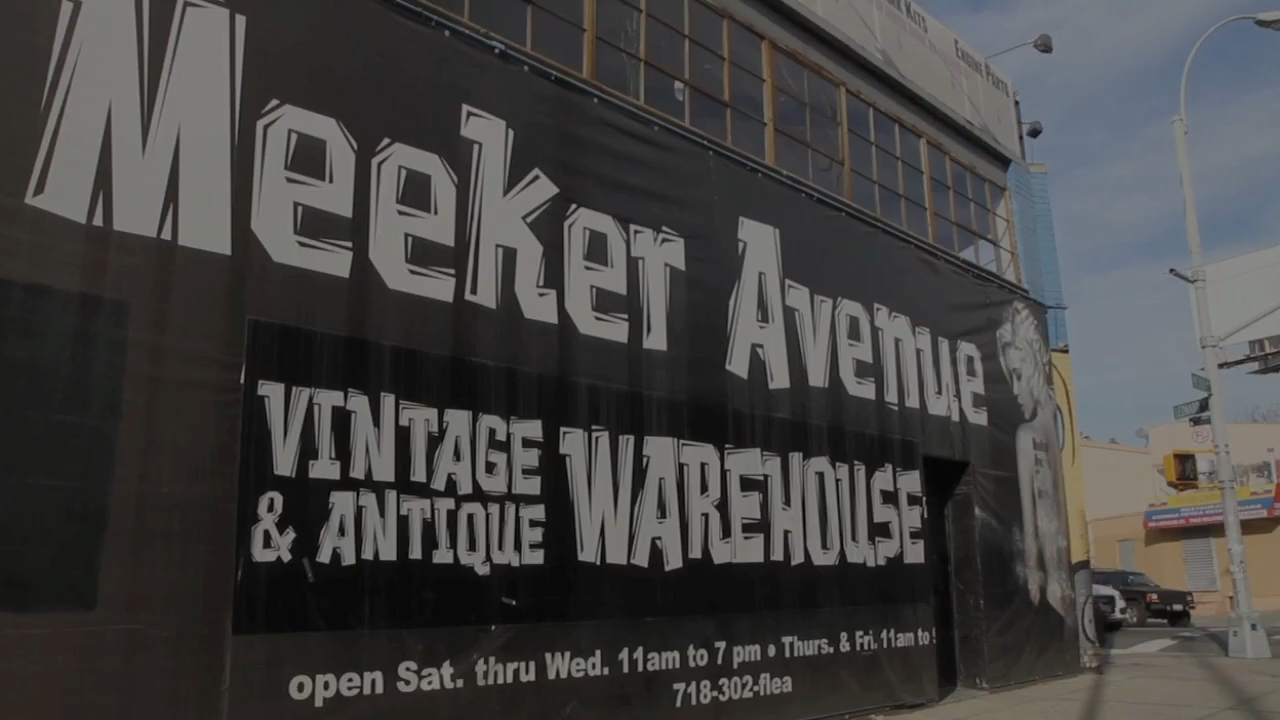 Engine Parts
Meeker Avenue
VINTAGE
& ANTIQUE
WAREHOUSE
open Sat. thru Wed. 11am to 7 pm • Thurs. & Fri. 11am to
718-302-flea